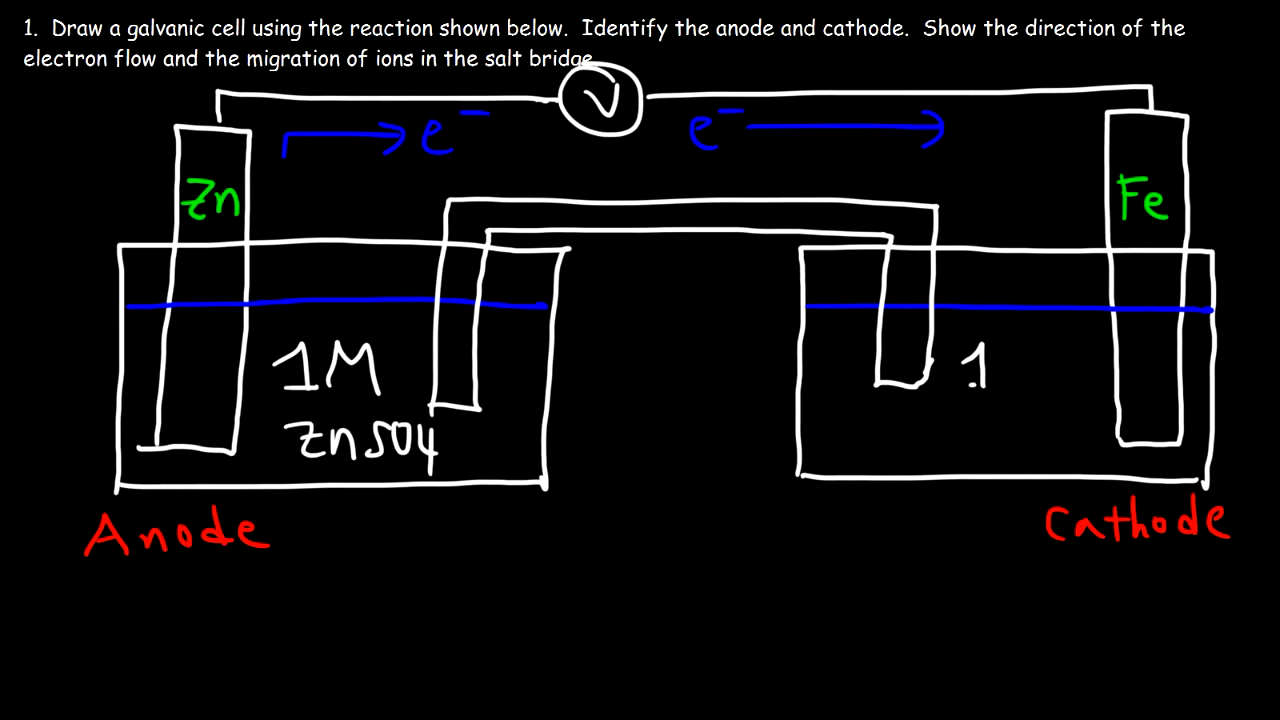 1. Draw a galvanic cell using the reaction shown below. Identify the anode and cathode. Show the direction of the
electron flow and the migration of ions in the salt bridge
V
e⁻ e⁻
Zn Fe
1M 1
ZnSO4
Anode Cathode